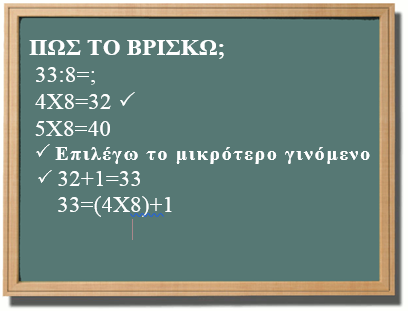 ΠΩΣ ΤΟ ΒΡΙΣΚΩ;
33:8=;
4Χ8=32 ✓
5Χ8=40
✓ Επιλέγω το μικρότερο γινόμενο
✓ 32+1=33
33=(4Χ8)+1